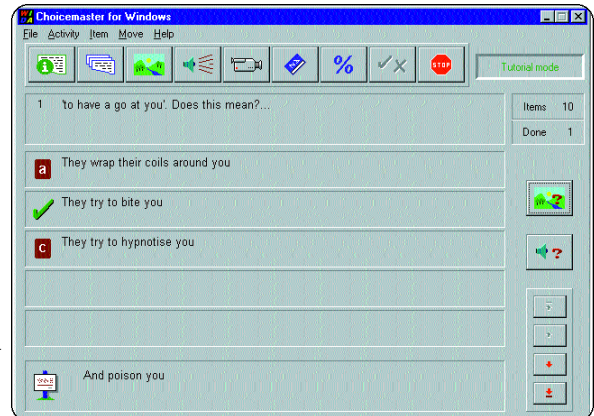 Choicemaster for Windows
File Activity Item Move Help
% STOP Tutorial mode
1 'to have a go at you'. Does this mean?...
Items 10
Done 1
a They wrap their coils around you
They try to bite you
c They try to hypnotise you
And poison you